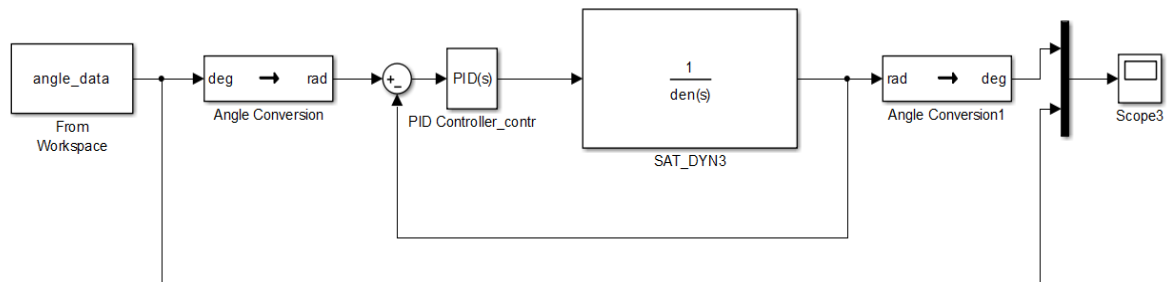 angle_data
From
Workspace
deg → rad
Angle Conversion
+
−
PID(s)
PID Controller_contr
1
den(s)
SAT_DYN3
rad → deg
Angle Conversion1
Scope3